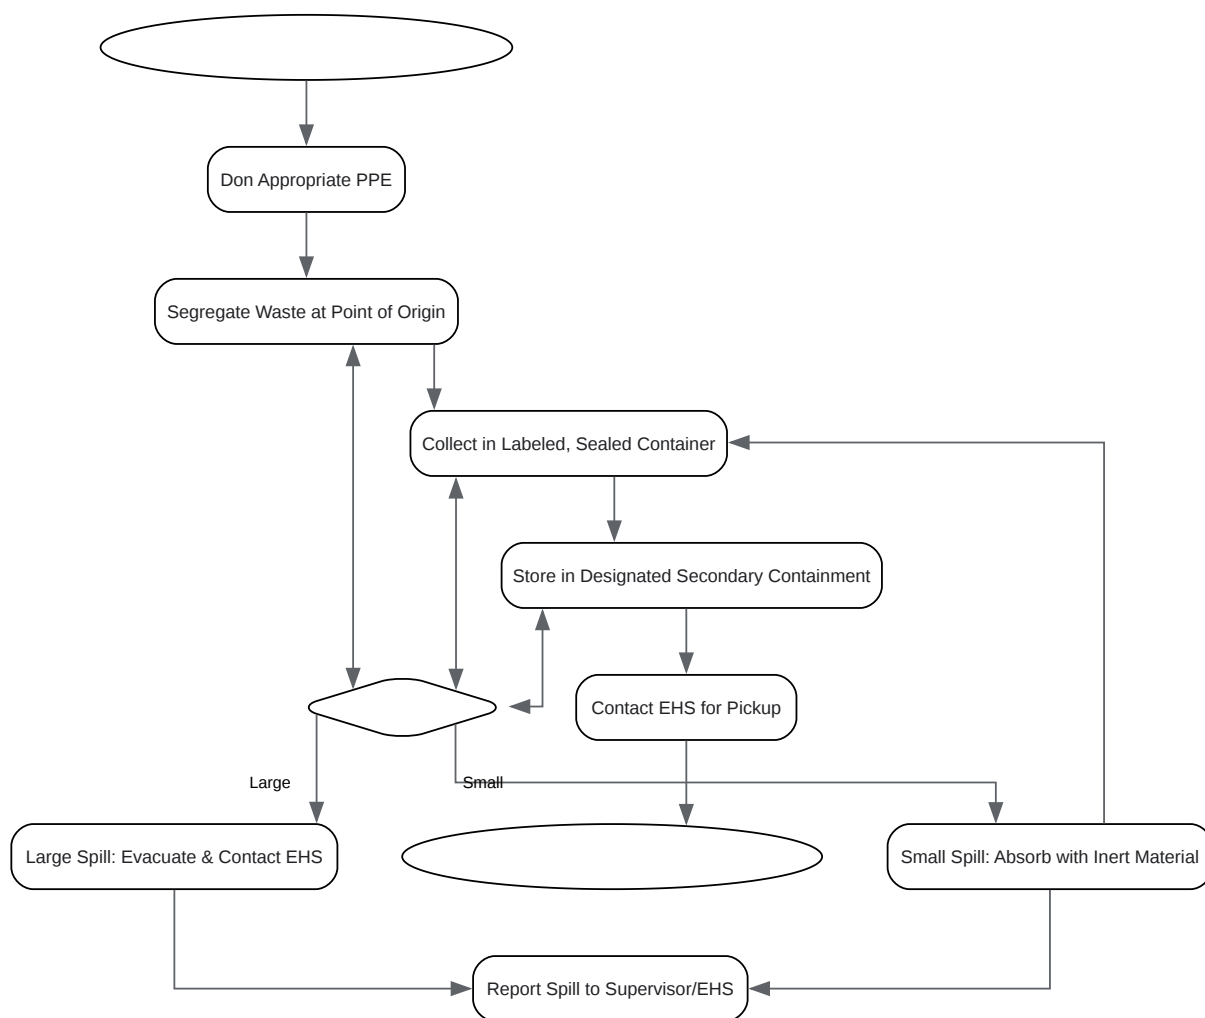 Don Appropriate PPE
Segregate Waste at Point of Origin
Collect in Labeled, Sealed Container
Store in Designated Secondary Containment
Contact EHS for Pickup
Large
Small
Large Spill: Evacuate & Contact EHS
Small Spill: Absorb with Inert Material
Report Spill to Supervisor/EHS